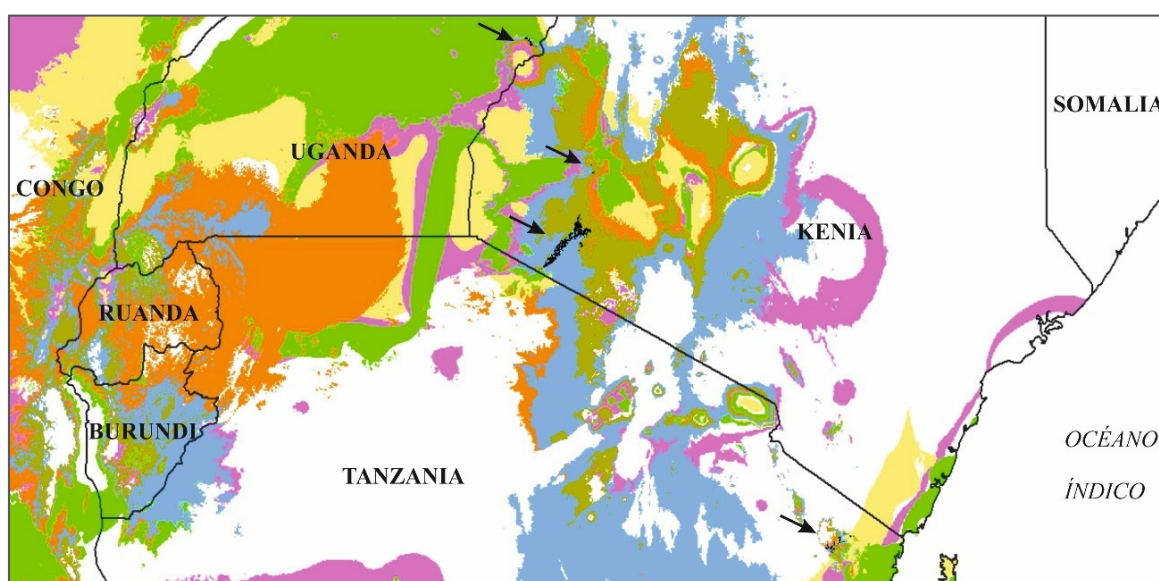 SOMALIA
UGANDA
CONGO
KENIA
RUANDA
BURUNDI
TANZANIA
OCÉANO
ÍNDICO